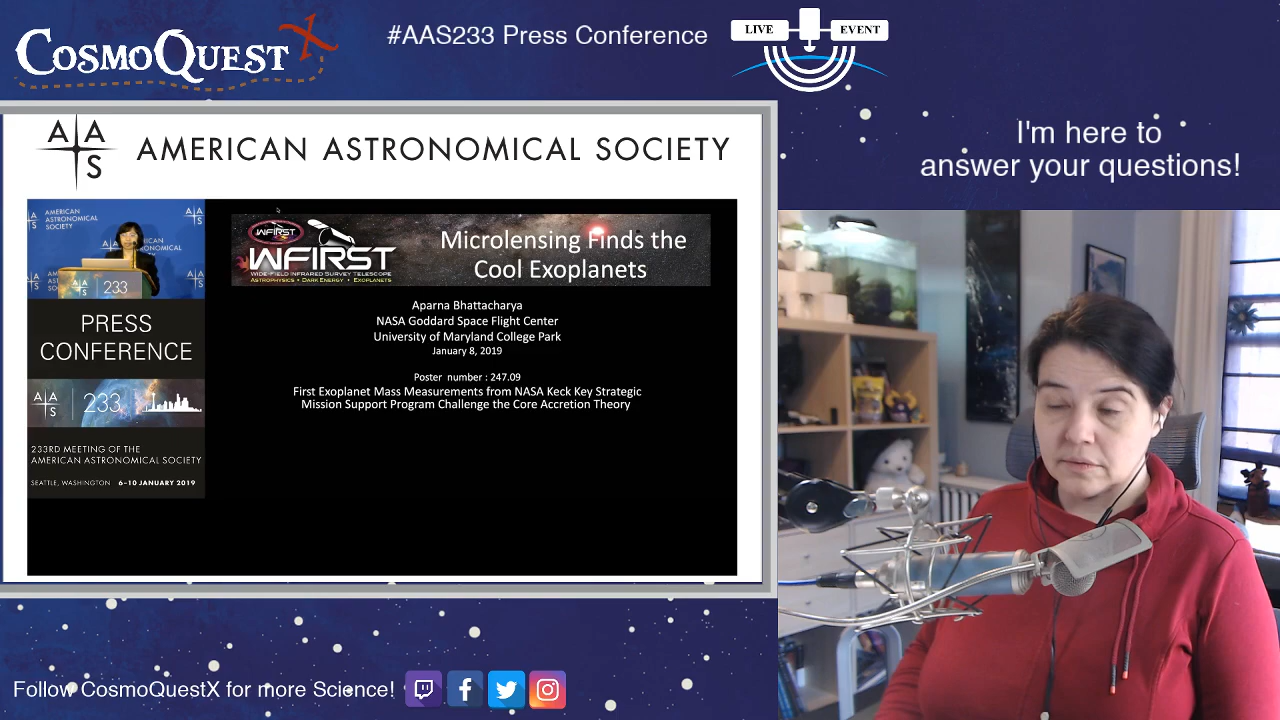 COSMOQUEST X
#AAS233 Press Conference
LIVE EVENT
I'm here to
answer your questions!
A A
S
AMERICAN ASTRONOMICAL SOCIETY
AMERICAN
ASTRONOMICAL
SOCIETY
233
PRESS
CONFERENCE
AAS 233
233RD MEETING OF THE
AMERICAN ASTRONOMICAL SOCIETY
SEATTLE, WASHINGTON 6–10 JANUARY 2019
WFIRST
WFIRST
WIDE-FIELD INFRARED SURVEY TELESCOPE
ASTROPHYSICS • DARK ENERGY • EXOPLANETS
Microlensing Finds the
Cool Exoplanets
Aparna Bhattacharya
NASA Goddard Space Flight Center
University of Maryland College Park
January 8, 2019
Poster number : 247.09
First Exoplanet Mass Measurements from NASA Keck Key Strategic
Mission Support Program Challenge the Core Accretion Theory
Follow CosmoQuestX for more Science!